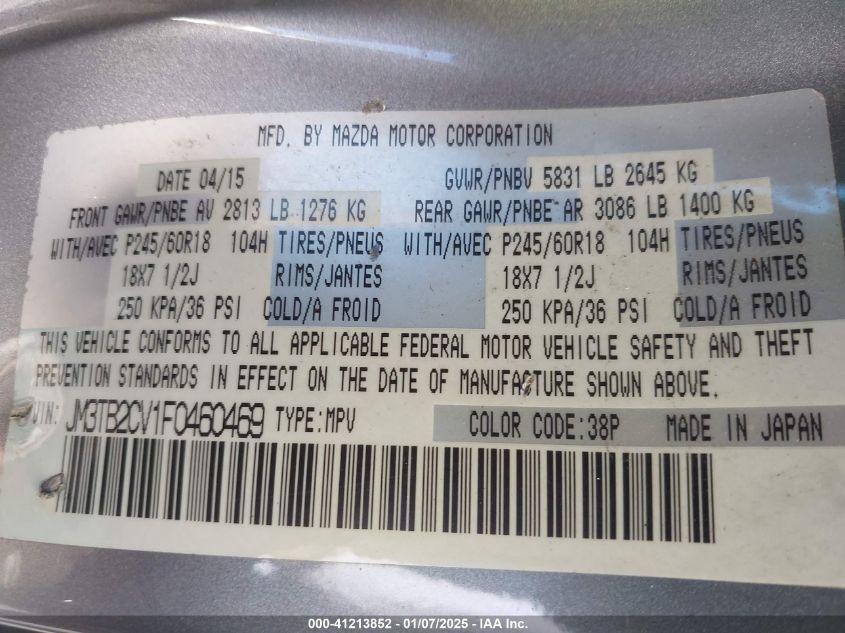 MFD. BY MAZDA MOTOR CORPORATION
DATE 04/15 GVWR/PNBV 5831 LB 2645 KG
FRONT GAWR/PNBE AV 2813 LB 1276 KG REAR GAWR/PNBE AR 3086 LB 1400 KG
WITH/AVEC P245/60R18 104H TIRES/PNEUS WITH/AVEC P245/60R18 104H TIRES/PNEUS
18X7 1/2J RIMS/JANTES 18X7 1/2J RIMS/JANTES
250 KPA/36 PSI COLD/A FROID 250 KPA/36 PSI COLD/A FROID
THIS VEHICLE CONFORMS TO ALL APPLICABLE FEDERAL MOTOR VEHICLE SAFETY AND THEFT
PREVENTION STANDARDS IN EFFECT ON THE DATE OF MANUFACTURE SHOWN ABOVE.
VIN: JM3TB2CV1F0460469 TYPE:MPV COLOR CODE:38P MADE IN JAPAN
000-41213852 - 01/07/2025 - COPYRIGHT IAA, LLC.